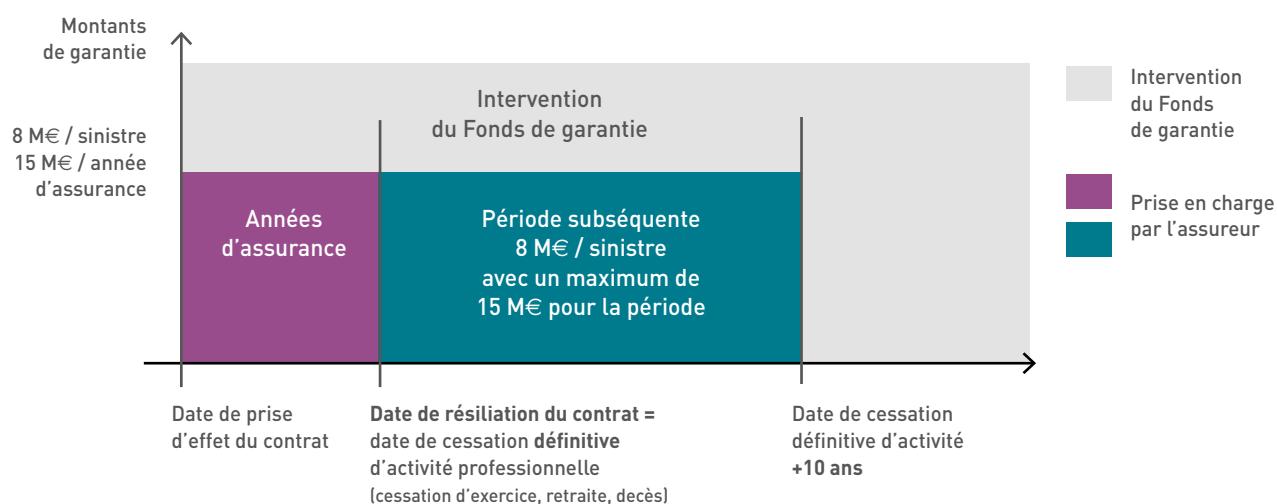 Montants
de garantie
8 M€ / sinistre
15 M€ / année
d’assurance
Intervention
du Fonds de garantie
Années
d’assurance
Période subséquente
8 M€ / sinistre
avec un maximum de
15 M€ pour la période
Intervention
du Fonds
de garantie
Prise en charge
par l’assureur
Date de prise
d’effet du contrat
Date de résiliation du contrat =
date de cessation définitive
d’activité professionnelle
(cessation d’exercice, retraite, decès)
Date de cessation
définitive d’activité
+10 ans